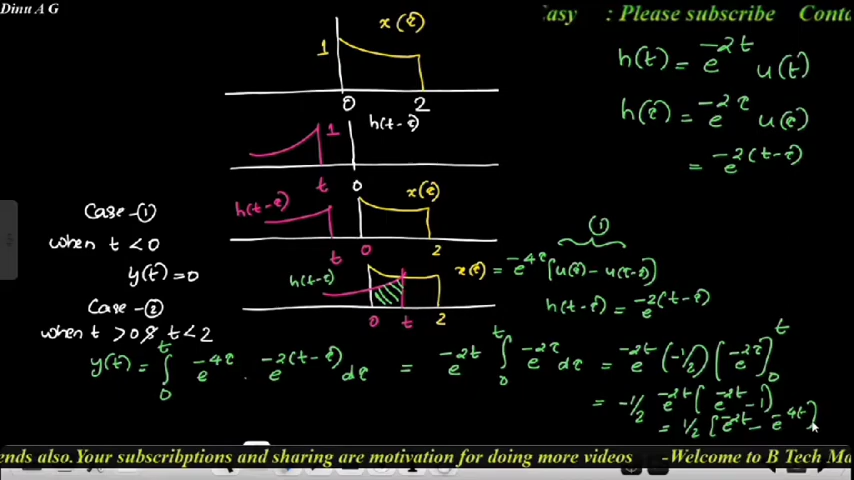 Dinu A G
Easy : Please subscribe Conta
x(τ)
1
0 2
h(t) = e^-2t u(t)
h(τ) = e^-2τ u(τ)
= e^-2(t-τ)
1
h(t-τ)
t 0
h(t-τ)
x(τ)
t 0 2
Case-①
when t < 0
y(t) = 0
h(t-τ)
0 t 2
①
x(τ) = e^-4τ [u(τ) - u(τ-2)]
h(t-τ) = e^-2(t-τ)
Case-②
when t > 0 & t < 2
y(t) = ∫_0^t e^-4τ . e^-2(t-τ) dτ = e^-2t ∫_0^t e^-2τ dτ = e^-2t (-1/2) [e^-2τ]_0^t
= -1/2 e^-2t [e^-2t - 1]
= 1/2 [e^-2t - e^-4t]
ends also.Your subscribptions and sharing are motivation for doing more videos -Welcome to B Tech Ma